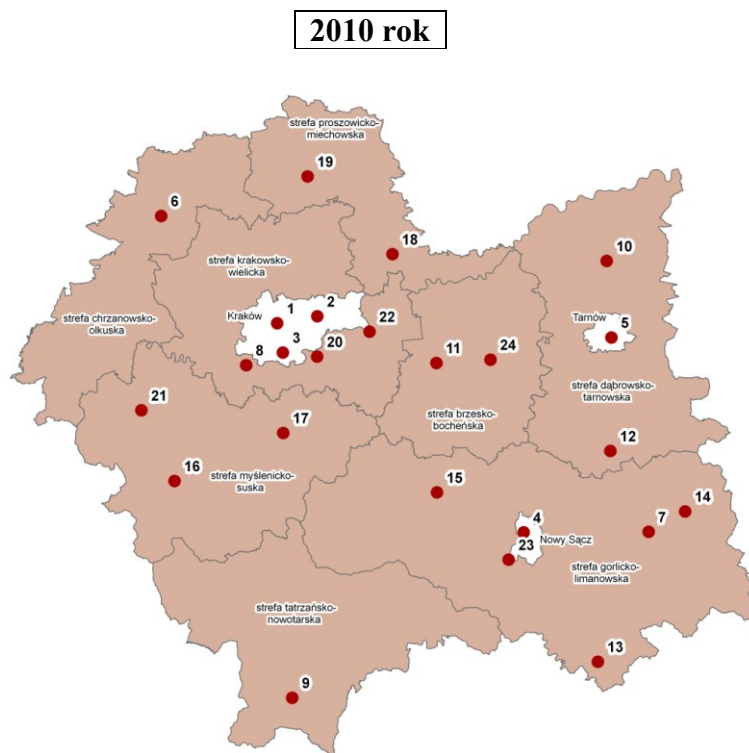 2010 rok
strefa proszowicko-
miechowska
19
6
18
10
strefa krakowsko-
wielicka
Kraków
1
2
22
Tarnów
5
strefa chrzanowsko-
olkuska
8
3
20
11
24
strefa dąbrowsko-
tarnowska
21
17
strefa brzesko-
bocheńska
12
16
strefa myślenicko-
suska
15
4
Nowy Sącz
23
7
14
strefa gorlicko-
limanowska
strefa tatrzańsko-
nowotarska
13
9